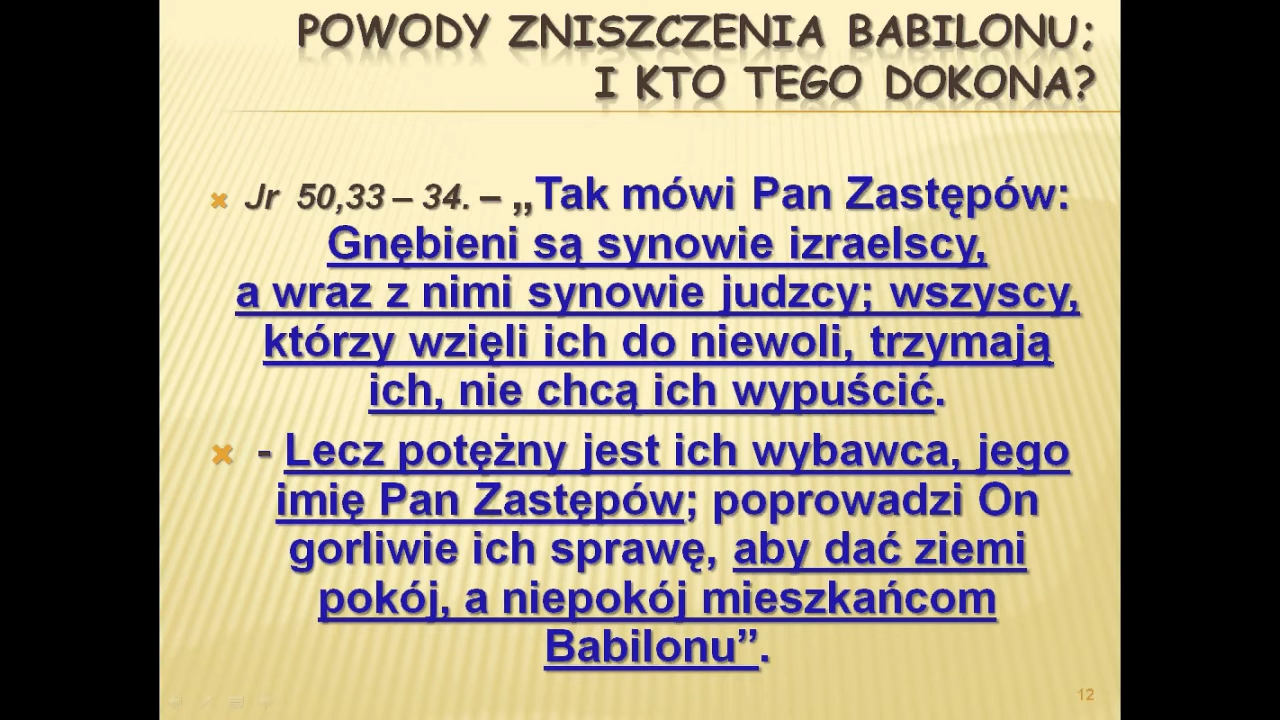 POWODY ZNISZCZENIA BABILONU;
I KTO TEGO DOKONA?
Jr 50,33 – 34. – „Tak mówi Pan Zastępów:
Gnębieni są synowie izraelscy,
a wraz z nimi synowie judzcy; wszyscy,
którzy wzięli ich do niewoli, trzymają
ich, nie chcą ich wypuścić.
- Lecz potężny jest ich wybawca, jego
imię Pan Zastępów; poprowadzi On
gorliwie ich sprawę, aby dać ziemi
pokój, a niepokój mieszkańcom
Babilonu”.
12